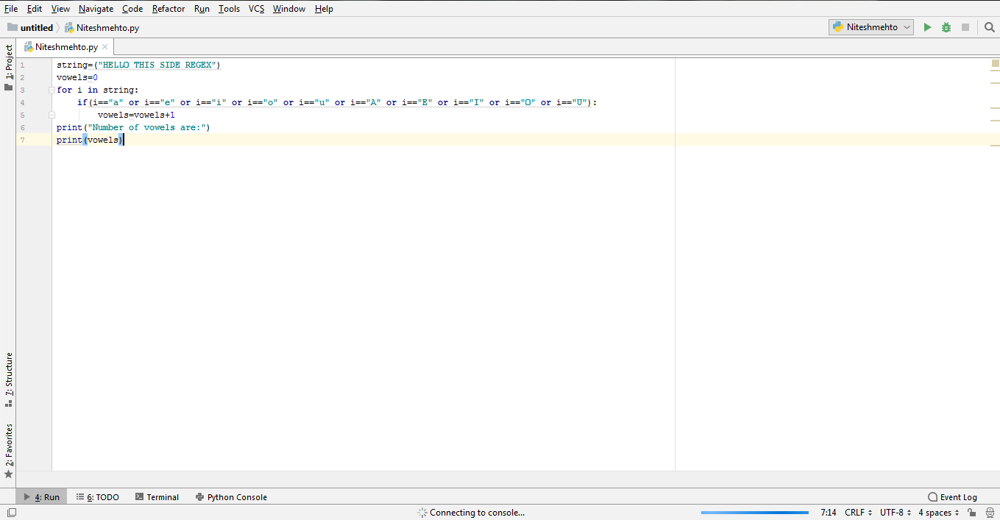 File Edit View Navigate Code Refactor Run Tools VCS Window Help
untitled Niteshmehto.py Niteshmehto
1: Project
Niteshmehto.py
1 string=("HELLO THIS SIDE REGEX")
2 vowels=0
3 for i in string:
4 if(i=="a" or i=="e" or i=="i" or i=="o" or i=="u" or i=="A" or i=="E" or i=="I" or i=="O" or i=="U"):
5 vowels=vowels+1
6 print("Number of vowels are:")
7 print(vowels)
7: Structure
2: Favorites
4: Run 6: TODO Terminal Python Console Event Log
Connecting to console... 7:14 CRLF UTF-8 4 spaces